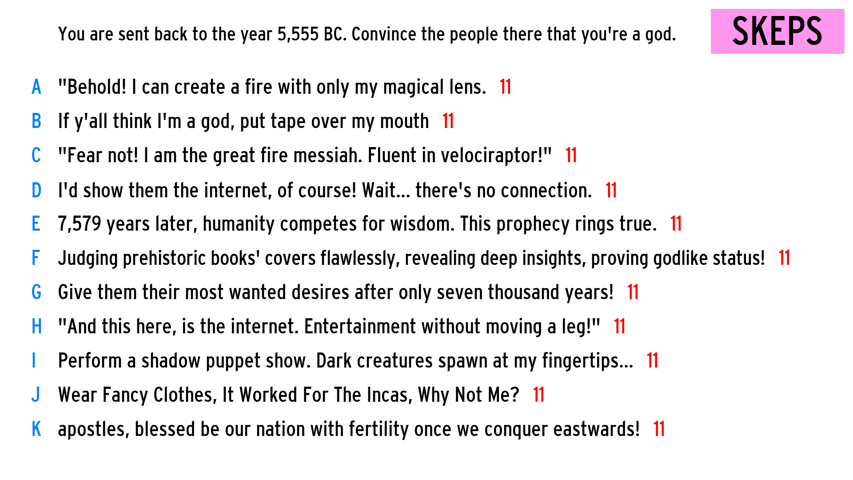 You are sent back to the year 5,555 BC. Convince the people there that you're a god.
SKEPS
A "Behold! I can create a fire with only my magical lens. 11
B If y'all think I'm a god, put tape over my mouth 11
C "Fear not! I am the great fire messiah. Fluent in velociraptor!" 11
D I'd show them the internet, of course! Wait... there's no connection. 11
E 7,579 years later, humanity competes for wisdom. This prophecy rings true. 11
F Judging prehistoric books' covers flawlessly, revealing deep insights, proving godlike status! 11
G Give them their most wanted desires after only seven thousand years! 11
H "And this here, is the internet. Entertainment without moving a leg!" 11
I Perform a shadow puppet show. Dark creatures spawn at my fingertips... 11
J Wear Fancy Clothes, It Worked For The Incas, Why Not Me? 11
K apostles, blessed be our nation with fertility once we conquer eastwards! 11